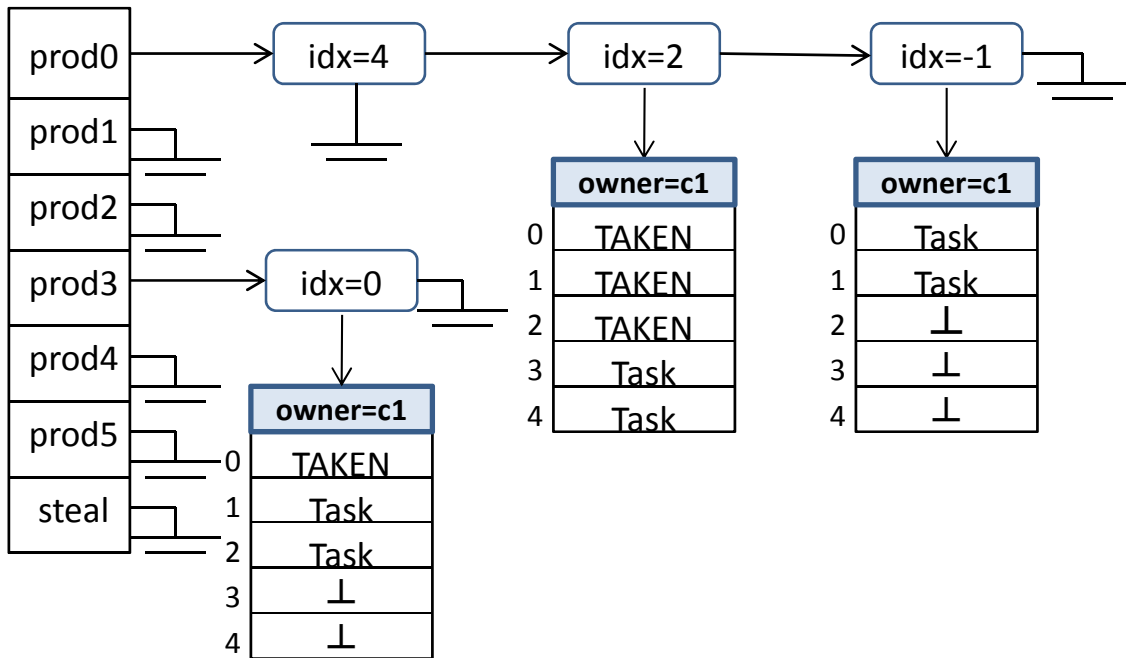 prod0
prod1
prod2
prod3
prod4
prod5
steal
idx=4
idx=2
idx=-1
idx=0
owner=c1
0 TAKEN
1 TAKEN
2 TAKEN
3 Task
4 Task
owner=c1
0 Task
1 Task
2 ⊥
3 ⊥
4 ⊥
owner=c1
0 TAKEN
1 Task
2 Task
3 ⊥
4 ⊥